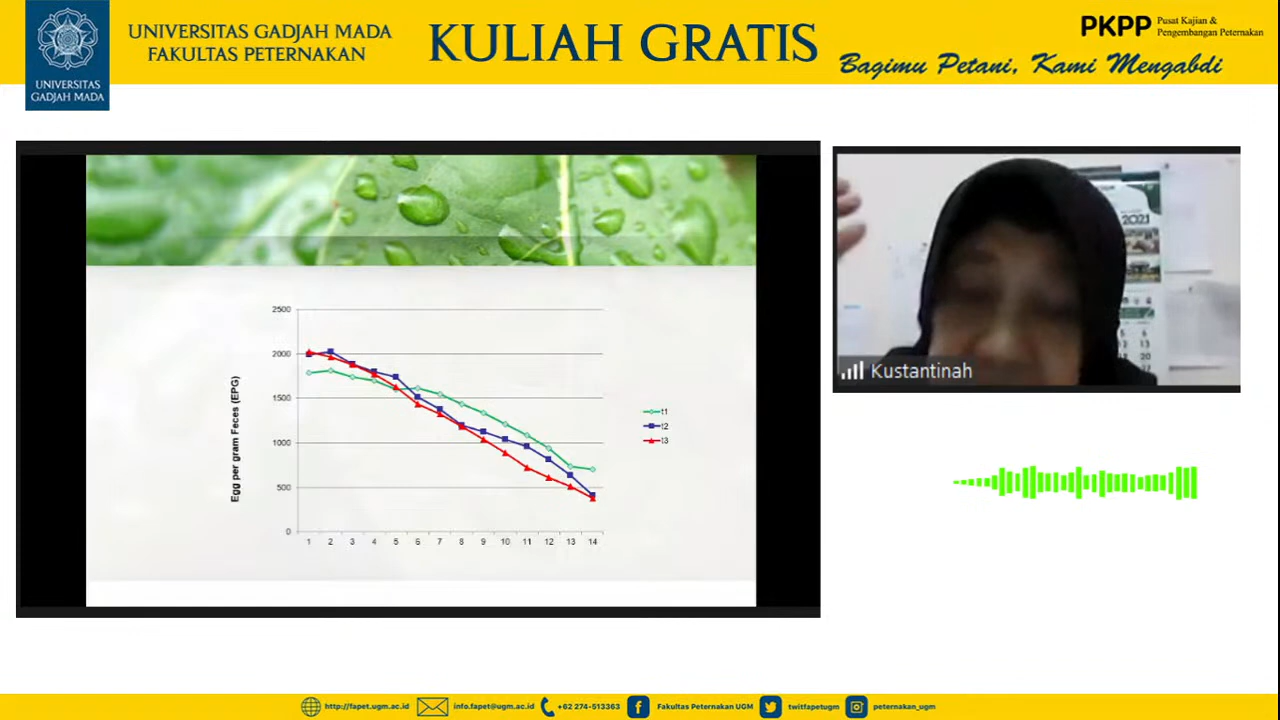 UNIVERSITAS GADJAH MADA
FAKULTAS PETERNAKAN
KULIAH GRATIS
PKPP
Pusat Kajian &
Pengembangan Peternakan
Bagimu Petani, Kami Mengabdi
UNIVERSITAS
GADJAH MADA
2500
2000
1500
1000
500
0
Egg per gram Feces (EPG)
1 2 3 4 5 6 7 8 9 10 11 12 13 14
t1
t2
t3
2021
Kustantinah
http://fapet.ugm.ac.id
info.fapet@ugm.ac.id
+62 274-513363
Fakultas Peternakan UGM
twitfapetugm
peternakan_ugm